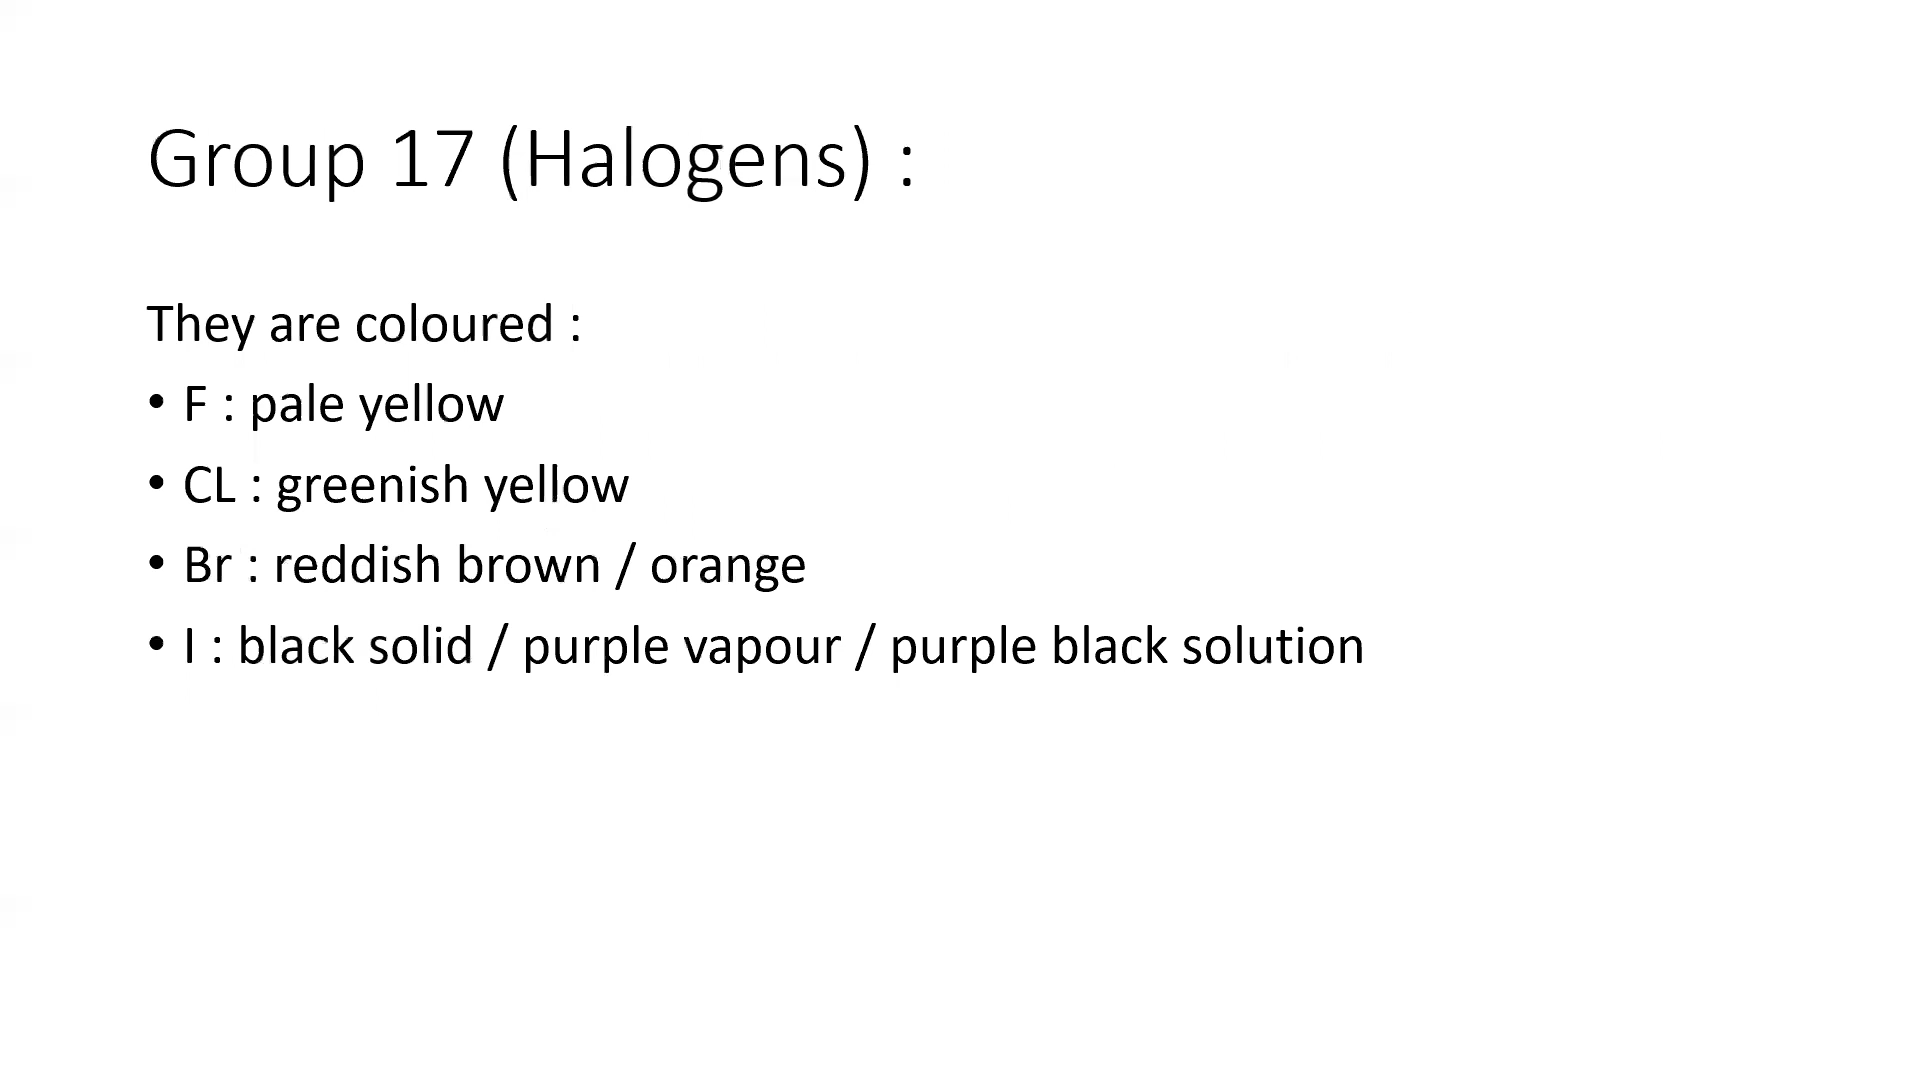 Group 17 (Halogens) :
They are coloured :
• F : pale yellow
• CL : greenish yellow
• Br : reddish brown / orange
• I : black solid / purple vapour / purple black solution